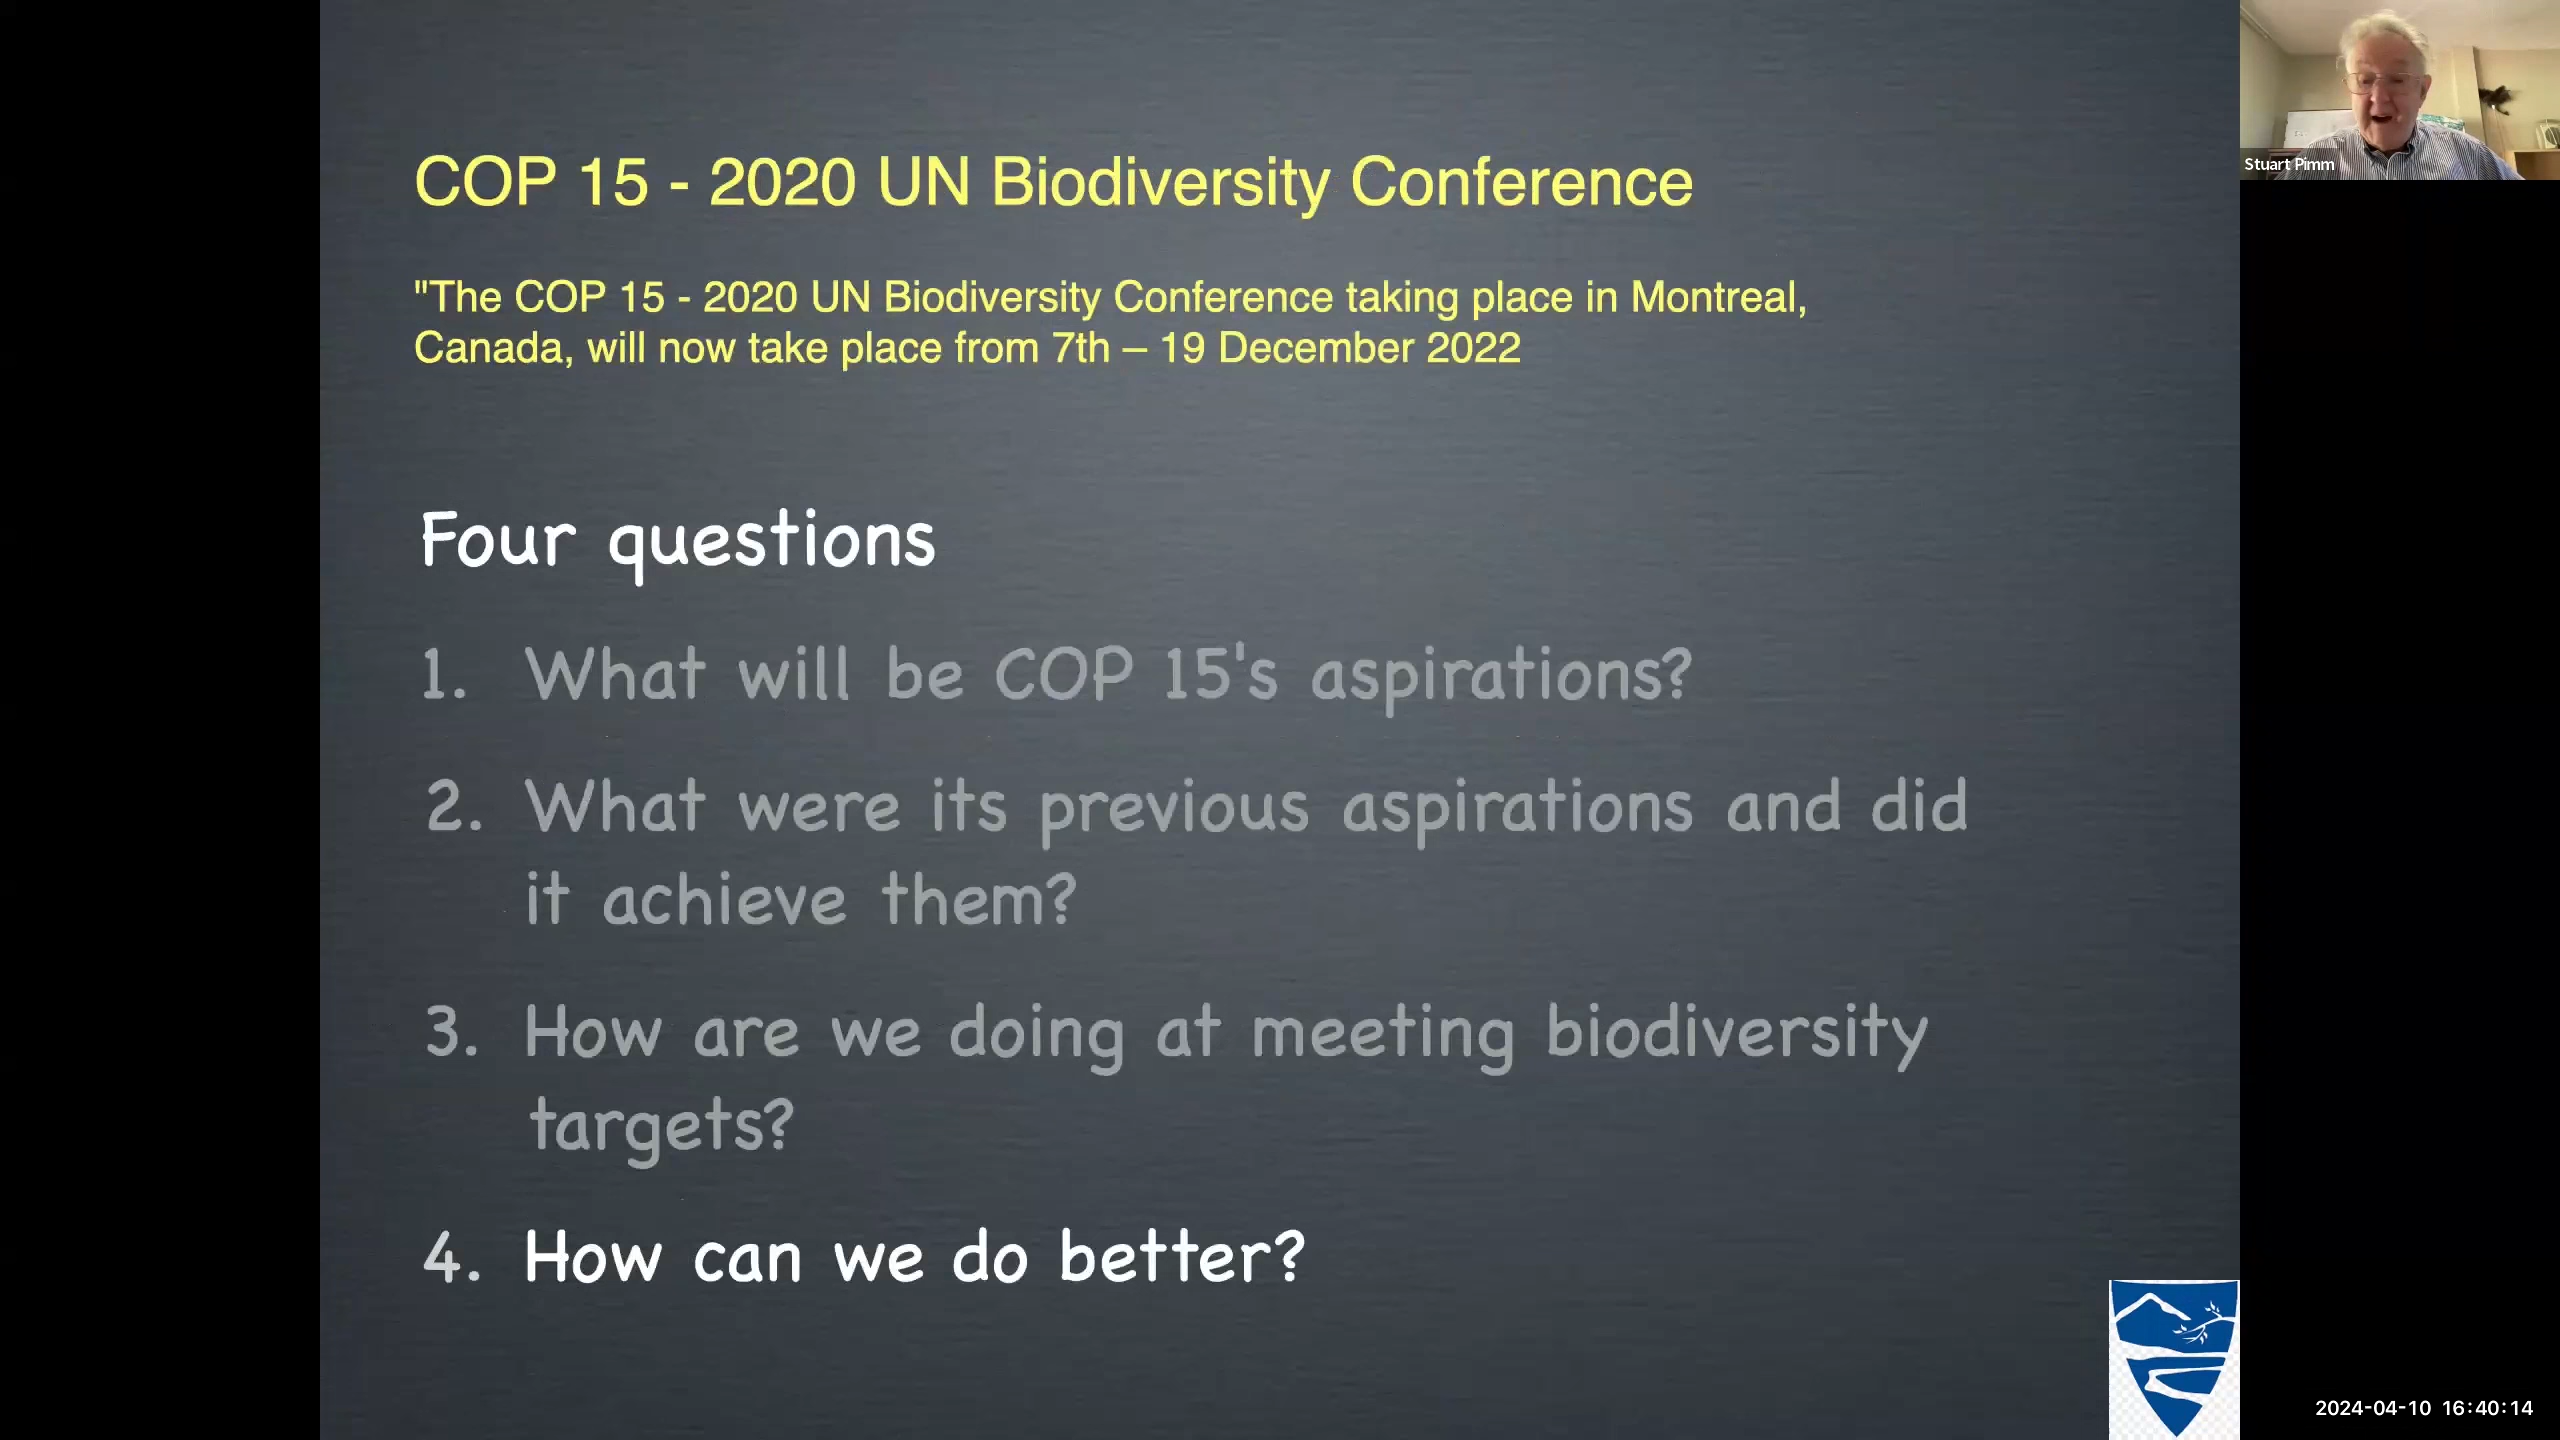 COP 15 - 2020 UN Biodiversity Conference
"The COP 15 - 2020 UN Biodiversity Conference taking place in Montreal,
Canada, will now take place from 7th – 19 December 2022
Four questions
1. What will be COP 15's aspirations?
2. What were its previous aspirations and did
it achieve them?
3. How are we doing at meeting biodiversity
targets?
4. How can we do better?
Stuart Pimm
2024-04-10 16:40:14